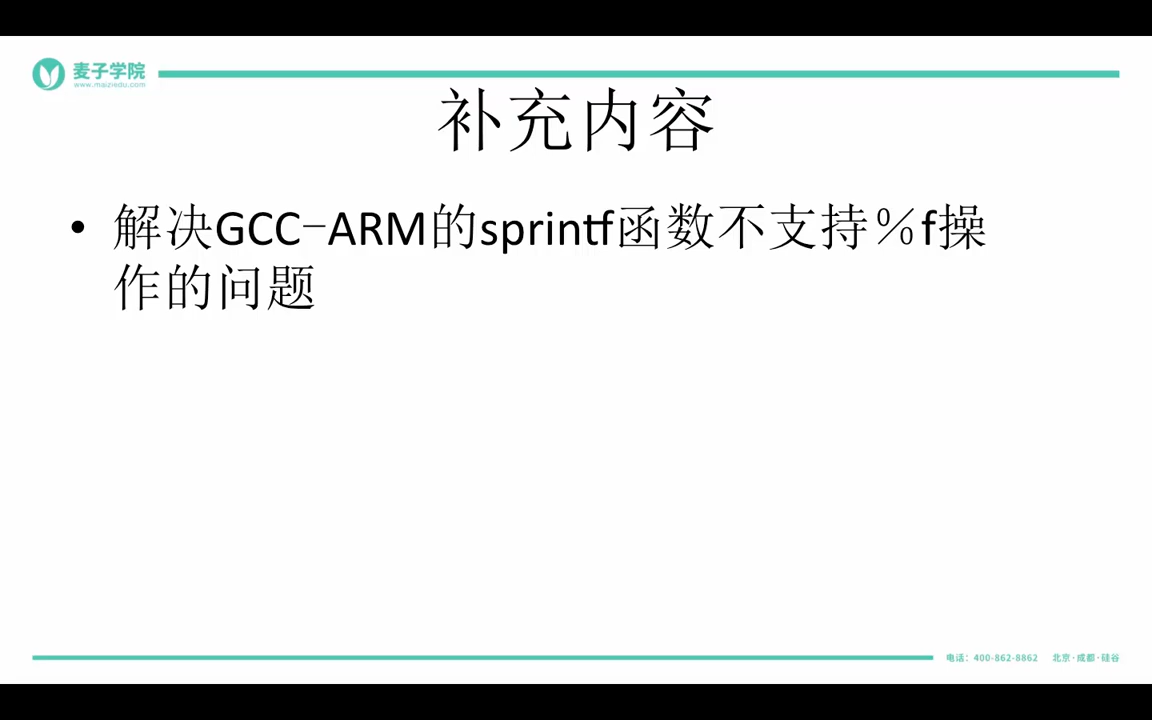 麦子学院
www.maiziedu.com
补充内容
• 解决GCC-ARM的sprintf函数不支持％f操
作的问题
电话：400-862-8862 北京·成都·硅谷